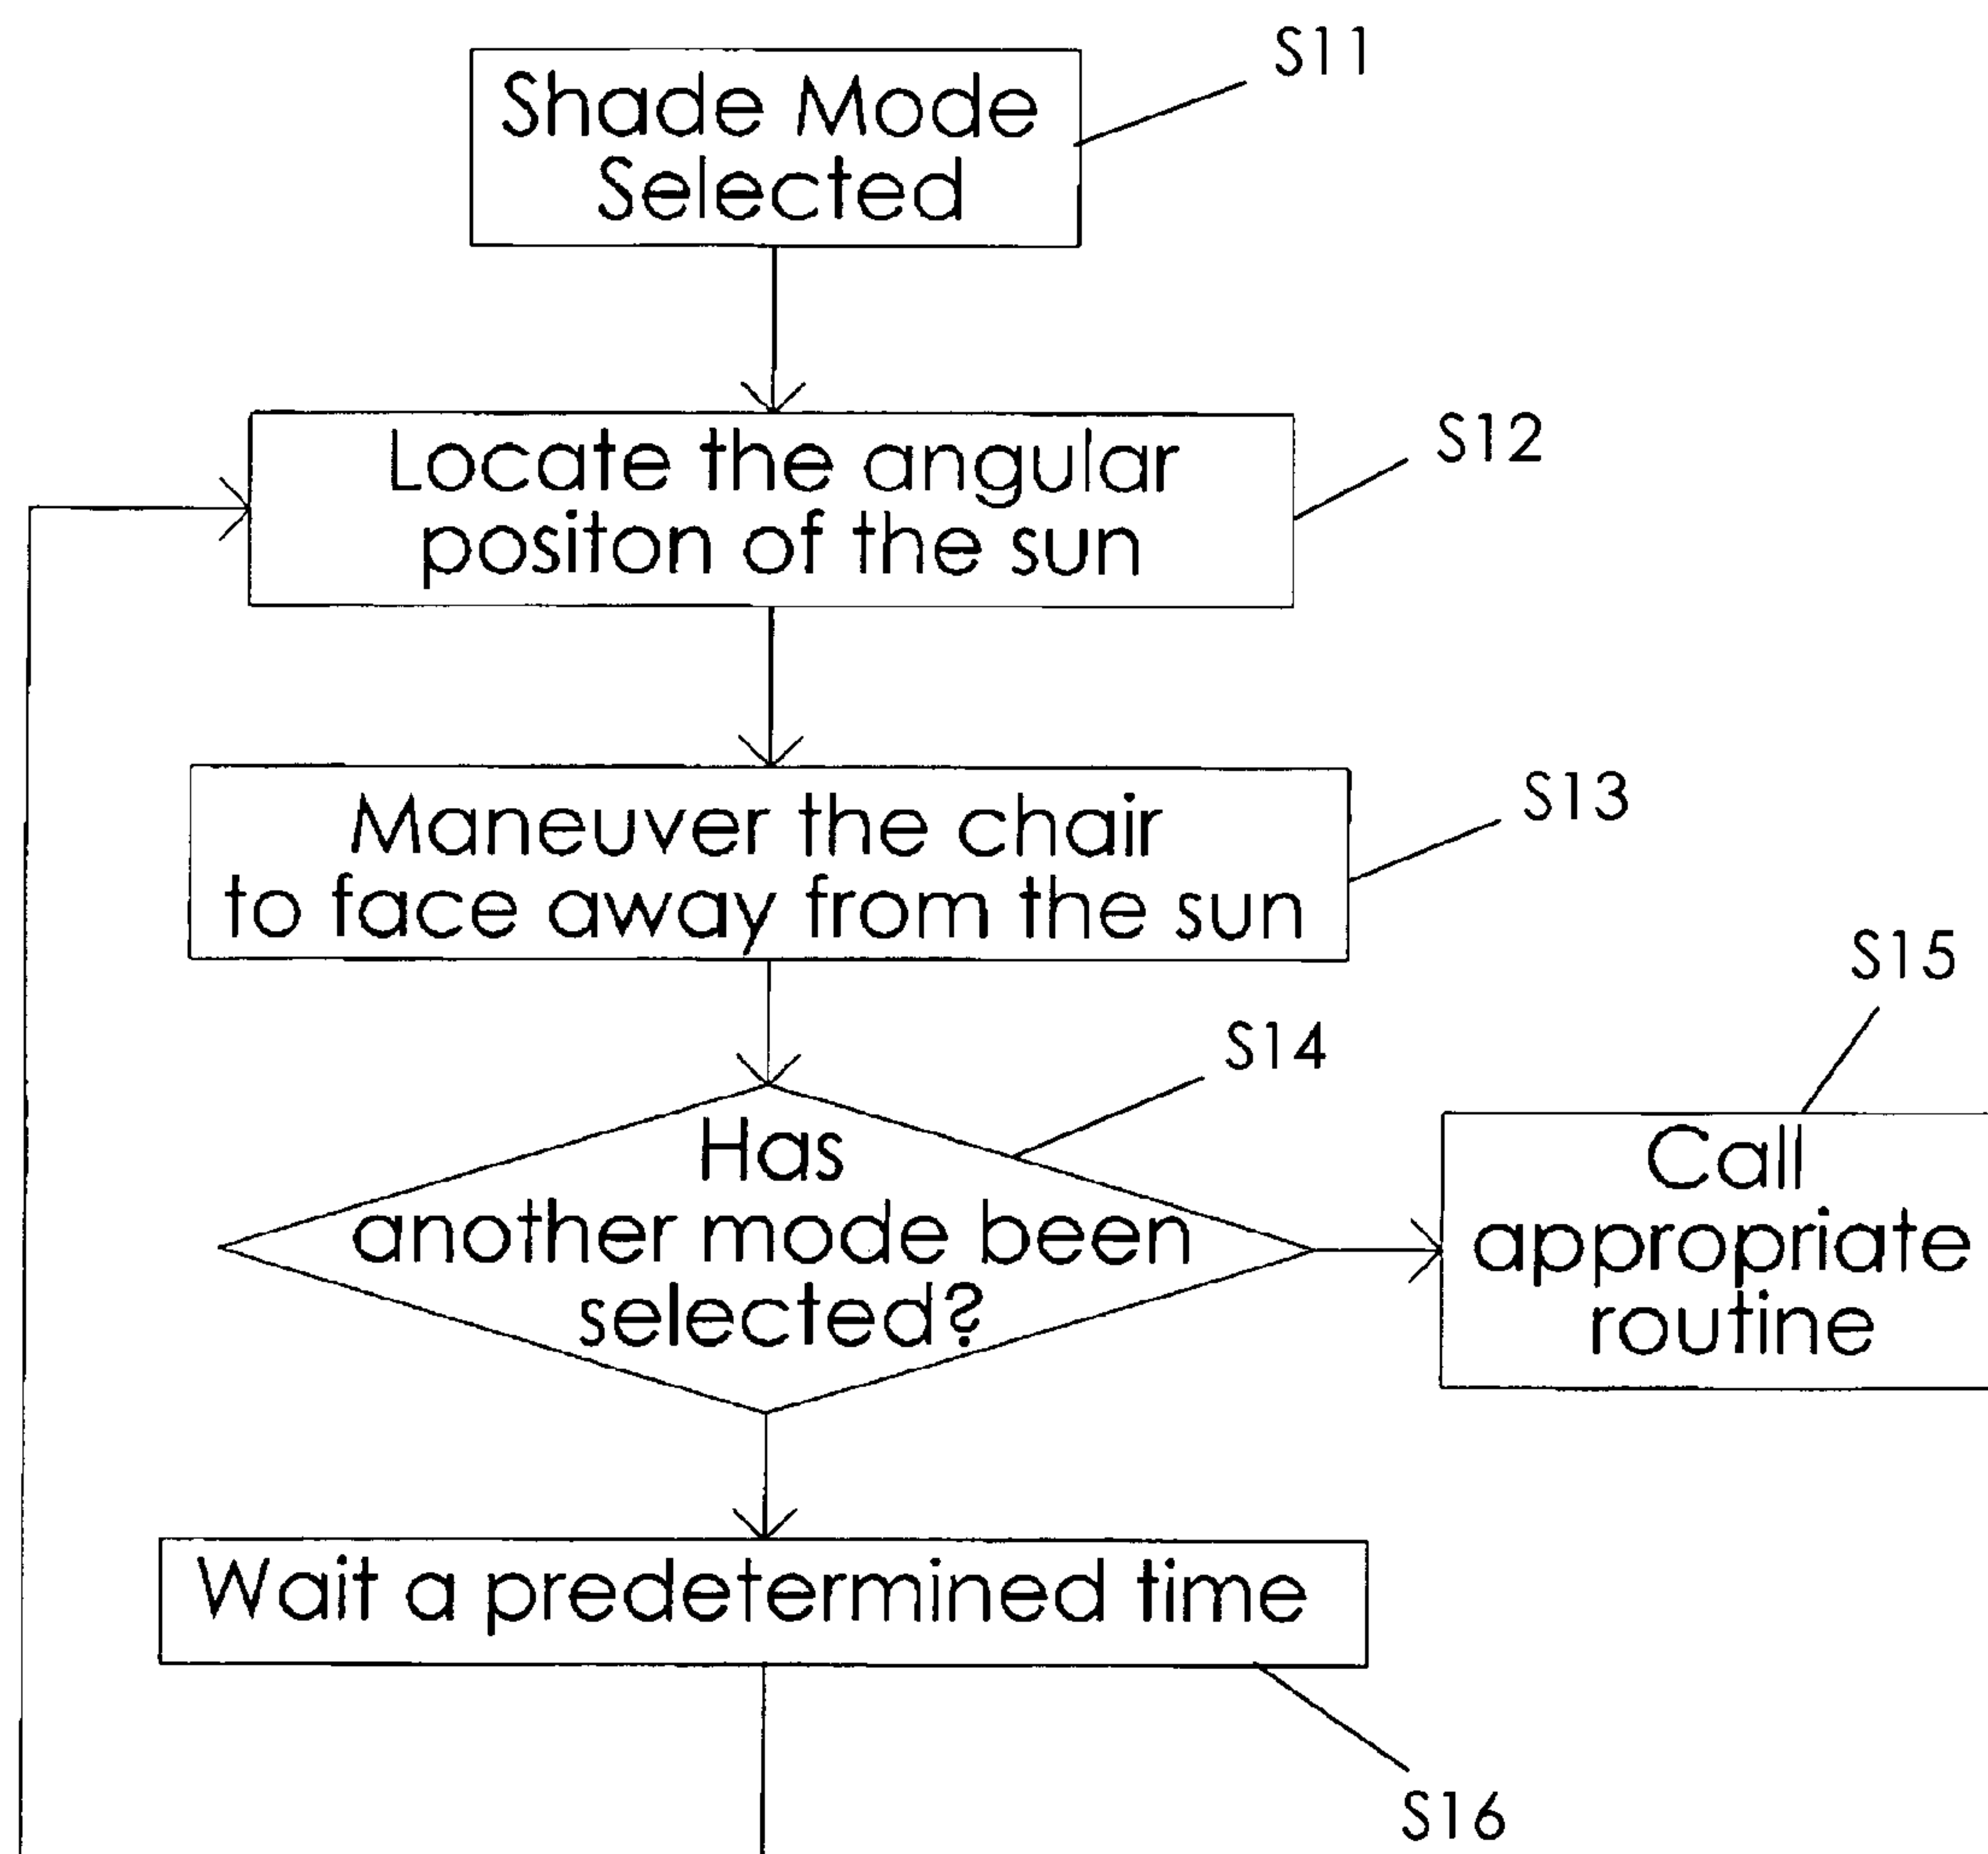 S11
Shade Mode
Selected
S12
Locate the angular
positon of the sun
S13
Maneuver the chair
to face away from the sun
S14
Has
another mode been
selected?
S15
Call
appropriate
routine
Wait a predetermined time
S16